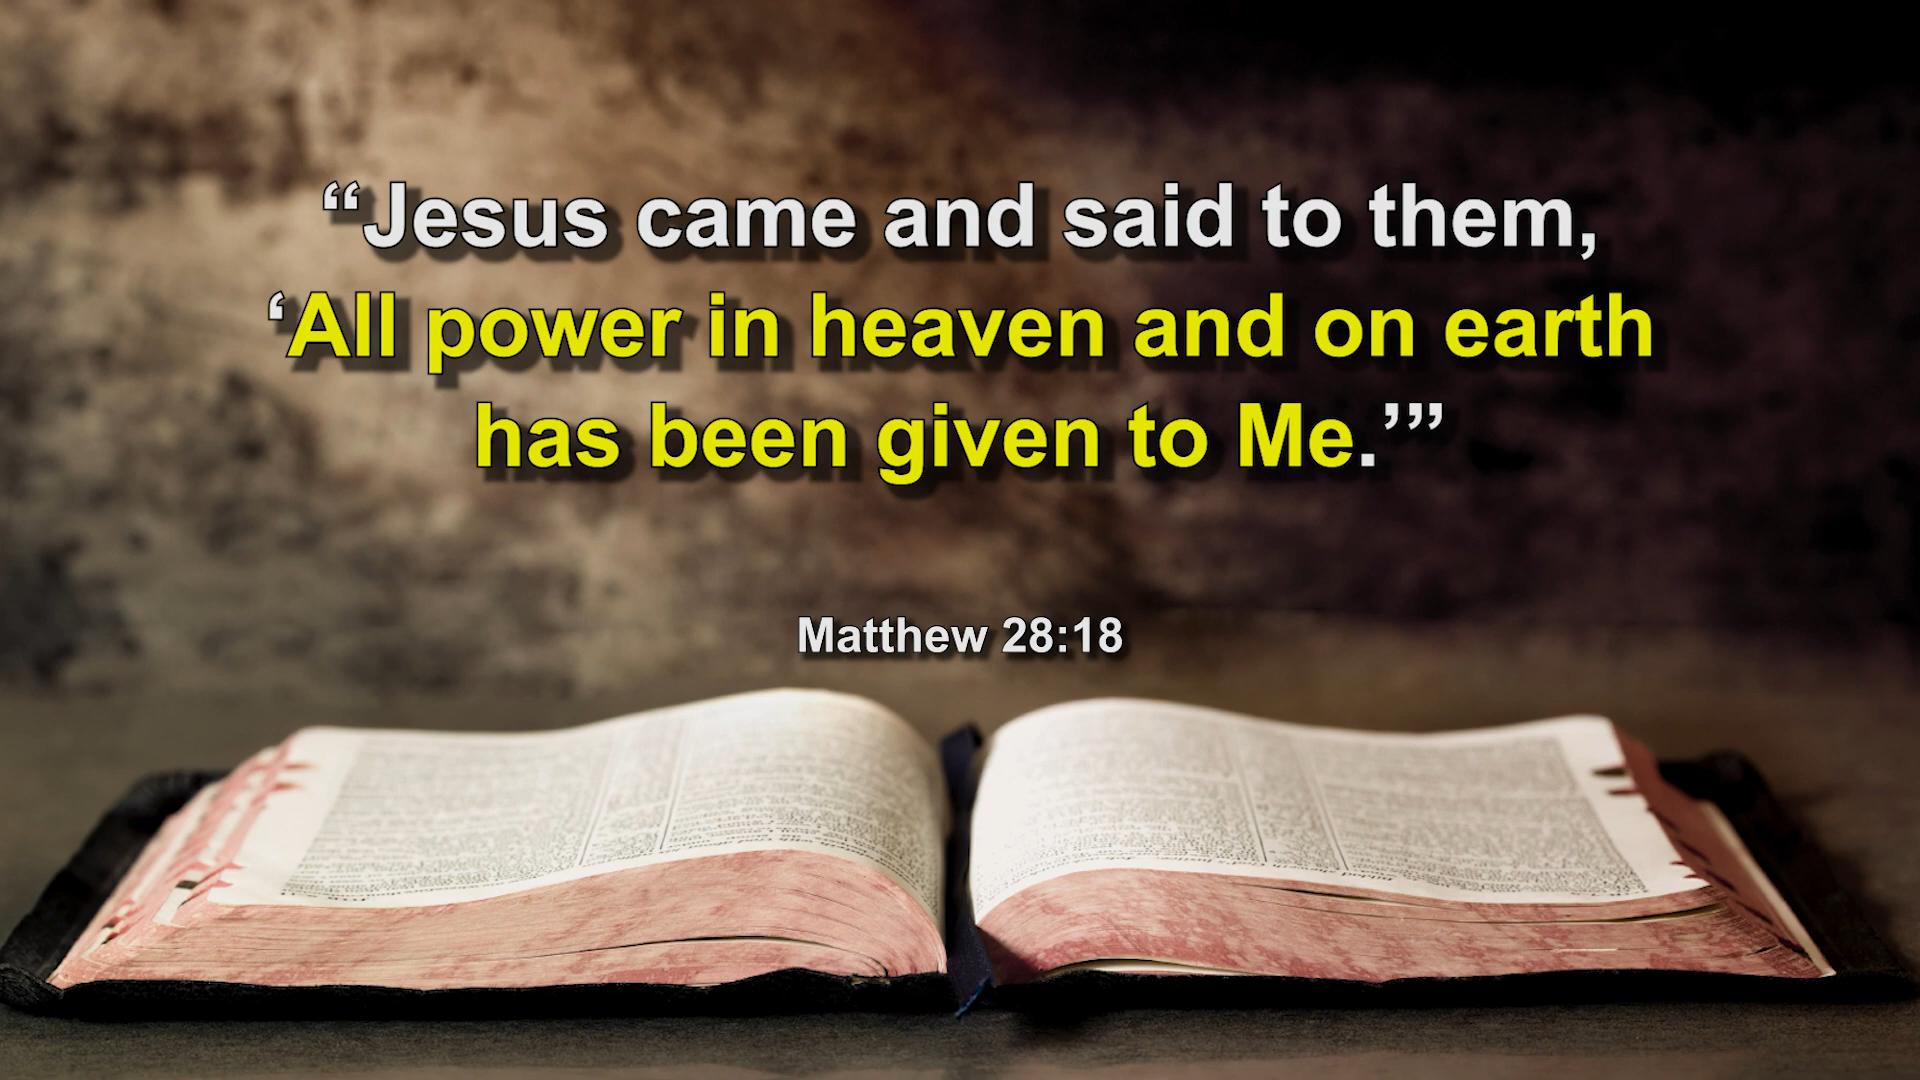 “Jesus came and said to them,
‘All power in heaven and on earth
has been given to Me.’”
Matthew 28:18